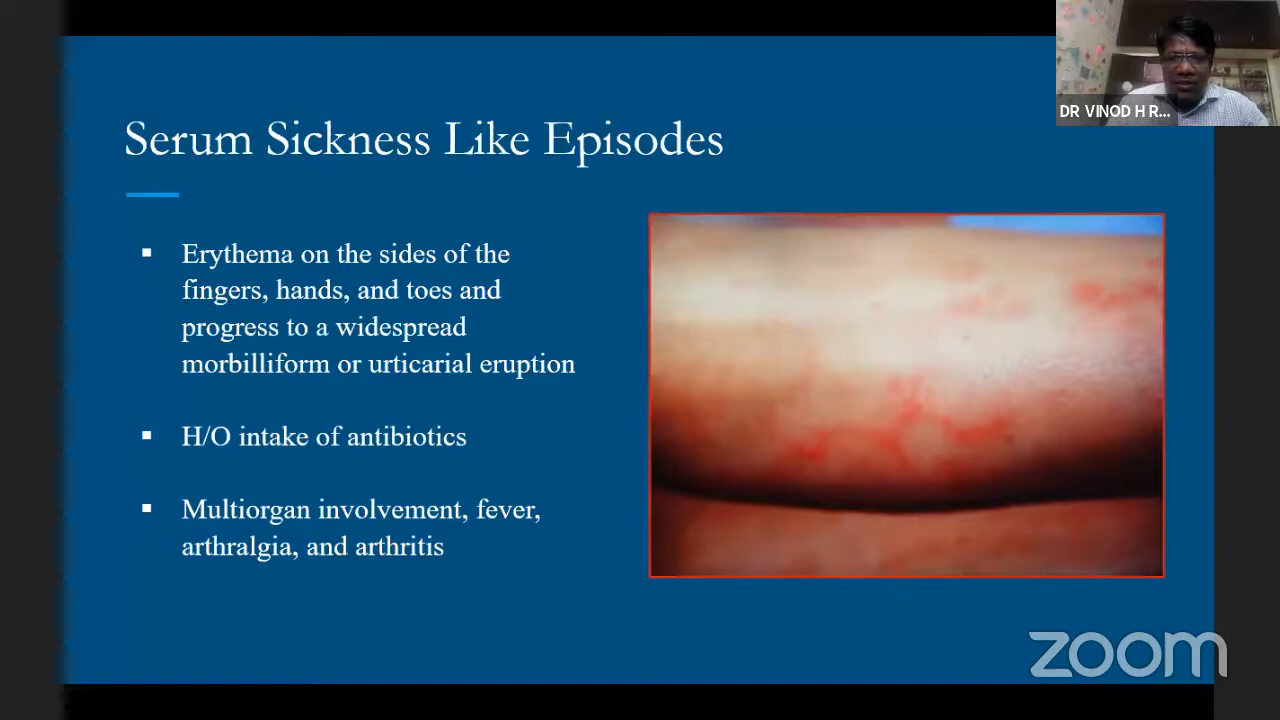 DR VINOD H R...
Serum Sickness Like Episodes
▪ Erythema on the sides of the
fingers, hands, and toes and
progress to a widespread
morbilliform or urticarial eruption
▪ H/O intake of antibiotics
▪ Multiorgan involvement, fever,
arthralgia, and arthritis
zoom